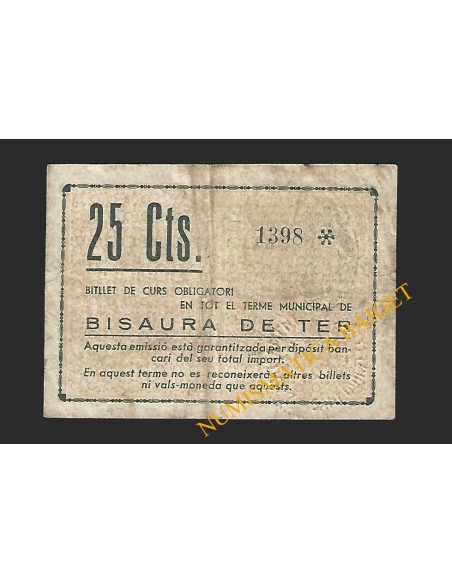 25 Cts.
1398
BITLLET DE CURS OBLIGATORI
EN TOT EL TERME MUNICIPAL DE
BISAURA DE TER
Aquesta emissió està garantitzada per dipòsit ban-
cari del seu total import.
En aquest terme no es reconeixerà altres billets
ni vals-moneda que aquests.